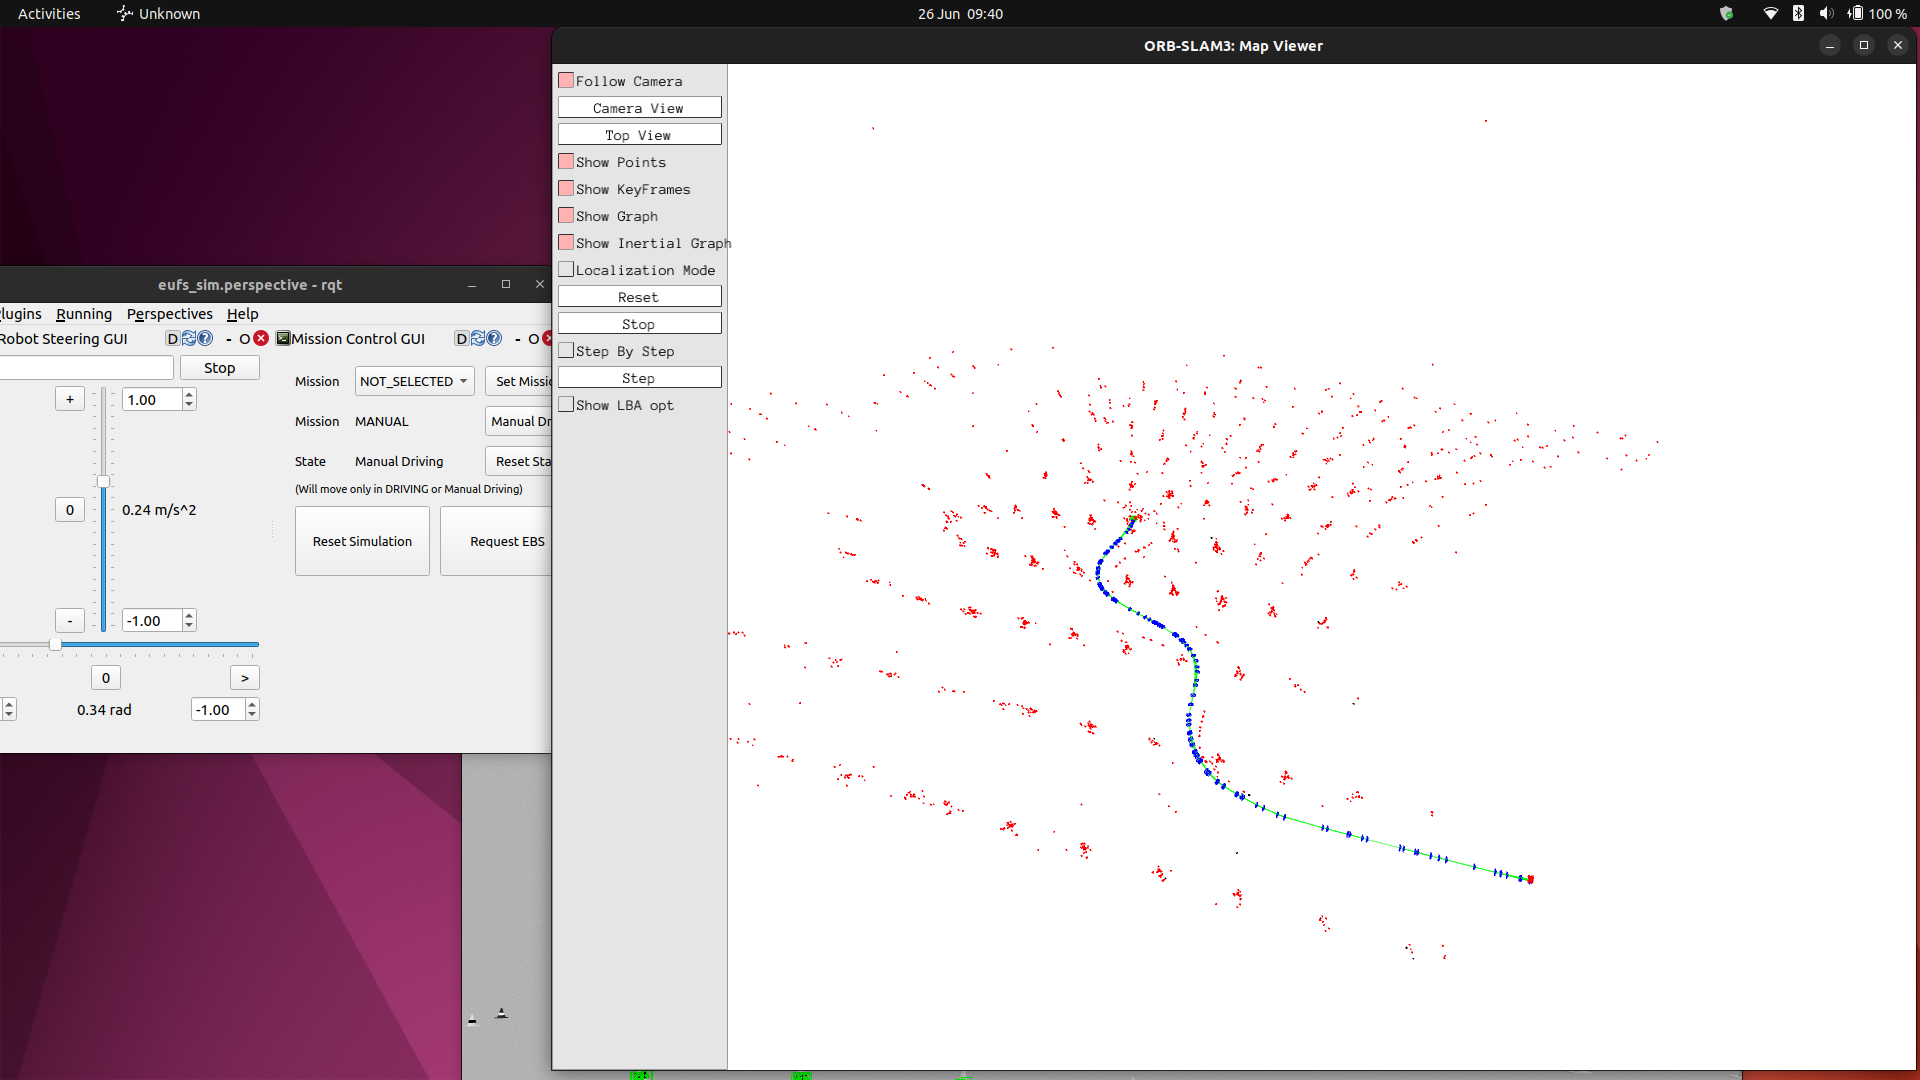 Activities
Unknown
26 Jun 09:40
100 %
ORB-SLAM3: Map Viewer
Follow Camera
Camera View
Top View
Show Points
Show KeyFrames
Show Graph
Show Inertial Graph
Localization Mode
Reset
Stop
Step By Step
Step
Show LBA opt
eufs_sim.perspective - rqt
lugins Running Perspectives Help
Robot Steering GUI
D
- O
Mission Control GUI
D
- O
Stop
+
1.00
0
0.24 m/s^2
-
-1.00
0
>
0.34 rad
-1.00
Mission NOT_SELECTED Set Missio
Mission MANUAL Manual Dr
State Manual Driving Reset Sta
(Will move only in DRIVING or Manual Driving)
Reset Simulation
Request EBS